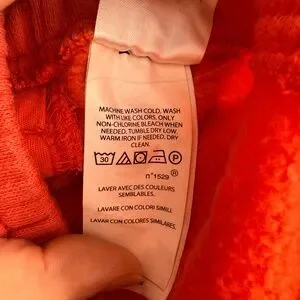 MACHINE WASH COLD, WASH
WITH LIKE COLORS. ONLY
NON-CHLORINE BLEACH WHEN
NEEDED. TUMBLE DRY LOW.
WARM IRON IF NEEDED. DRY
CLEAN.
30 P
n°1529 ®
LAVER AVEC DES COULEURS
SEMBLABLES.
LAVARE CON COLORI SIMILI
LAVAR CON COLORES SIMILARES.